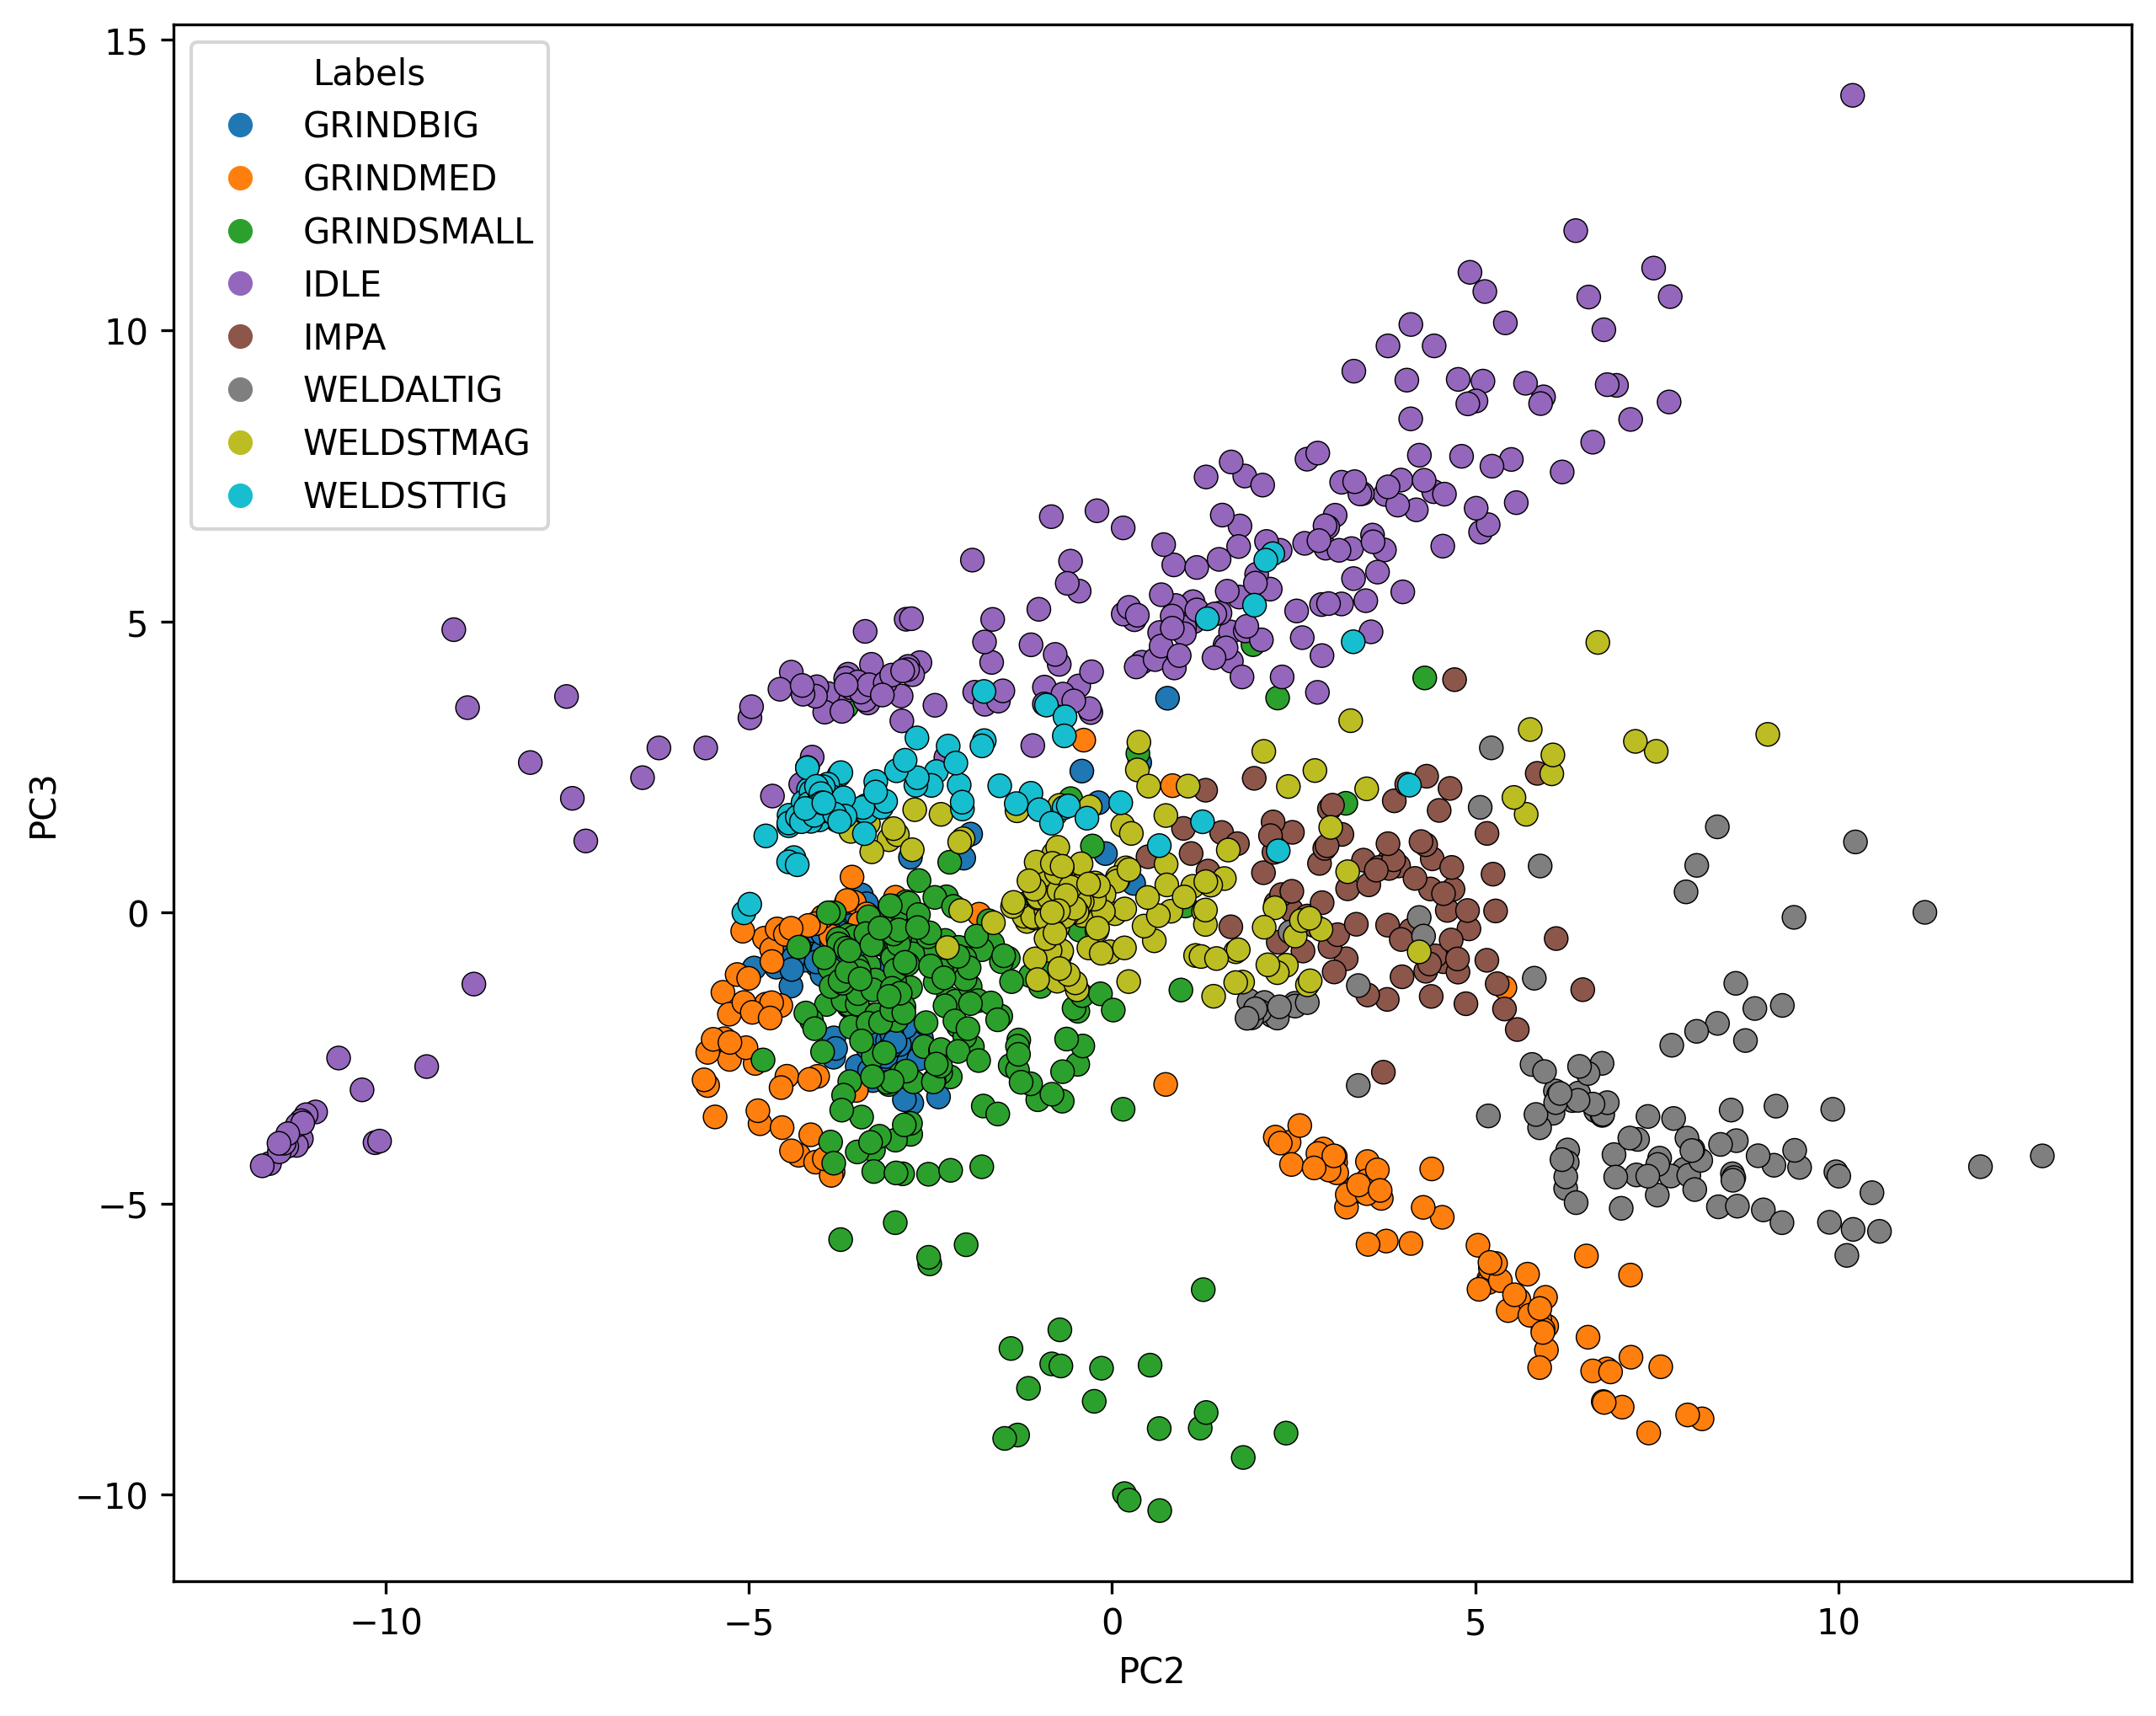 Labels
GRINDBIG
GRINDMED
GRINDSMALL
IDLE
IMPA
WELDALTIG
WELDSTMAG
WELDSTTIG
15
10
5
0
−5
−10
PC3
−10 −5 0 5 10
PC2